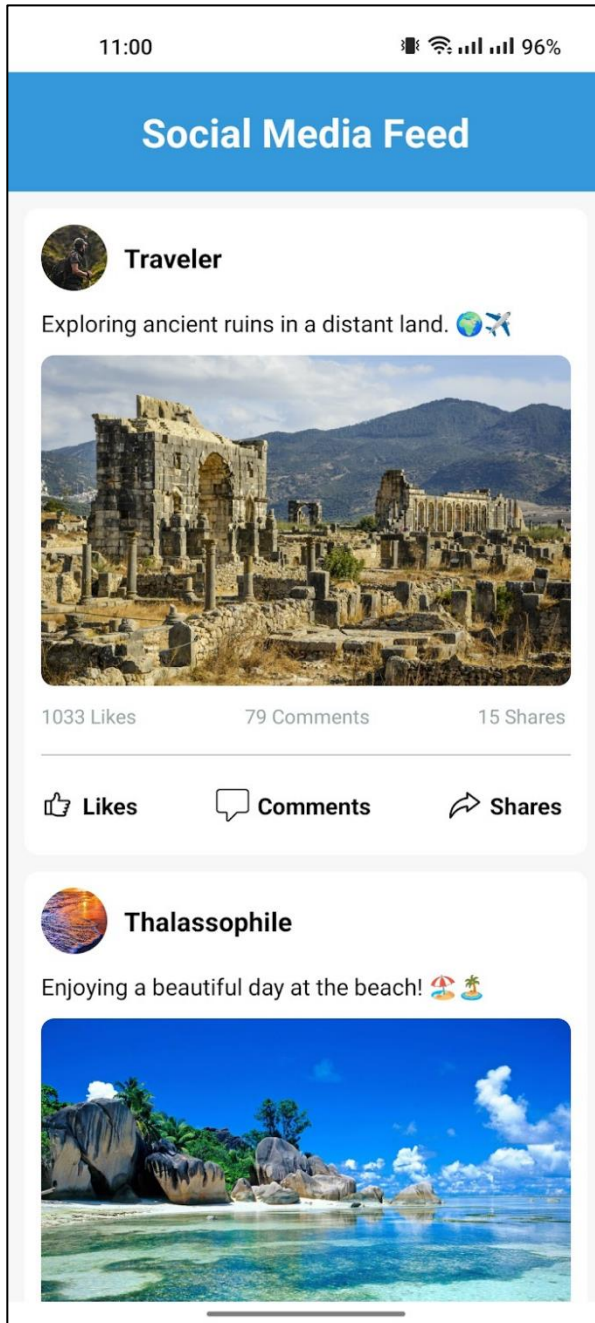 11:00 96%
Social Media Feed
Traveler
Exploring ancient ruins in a distant land. 🌍✈️
1033 Likes 79 Comments 15 Shares
Likes Comments Shares
Thalassophile
Enjoying a beautiful day at the beach! 🏖️🏝️